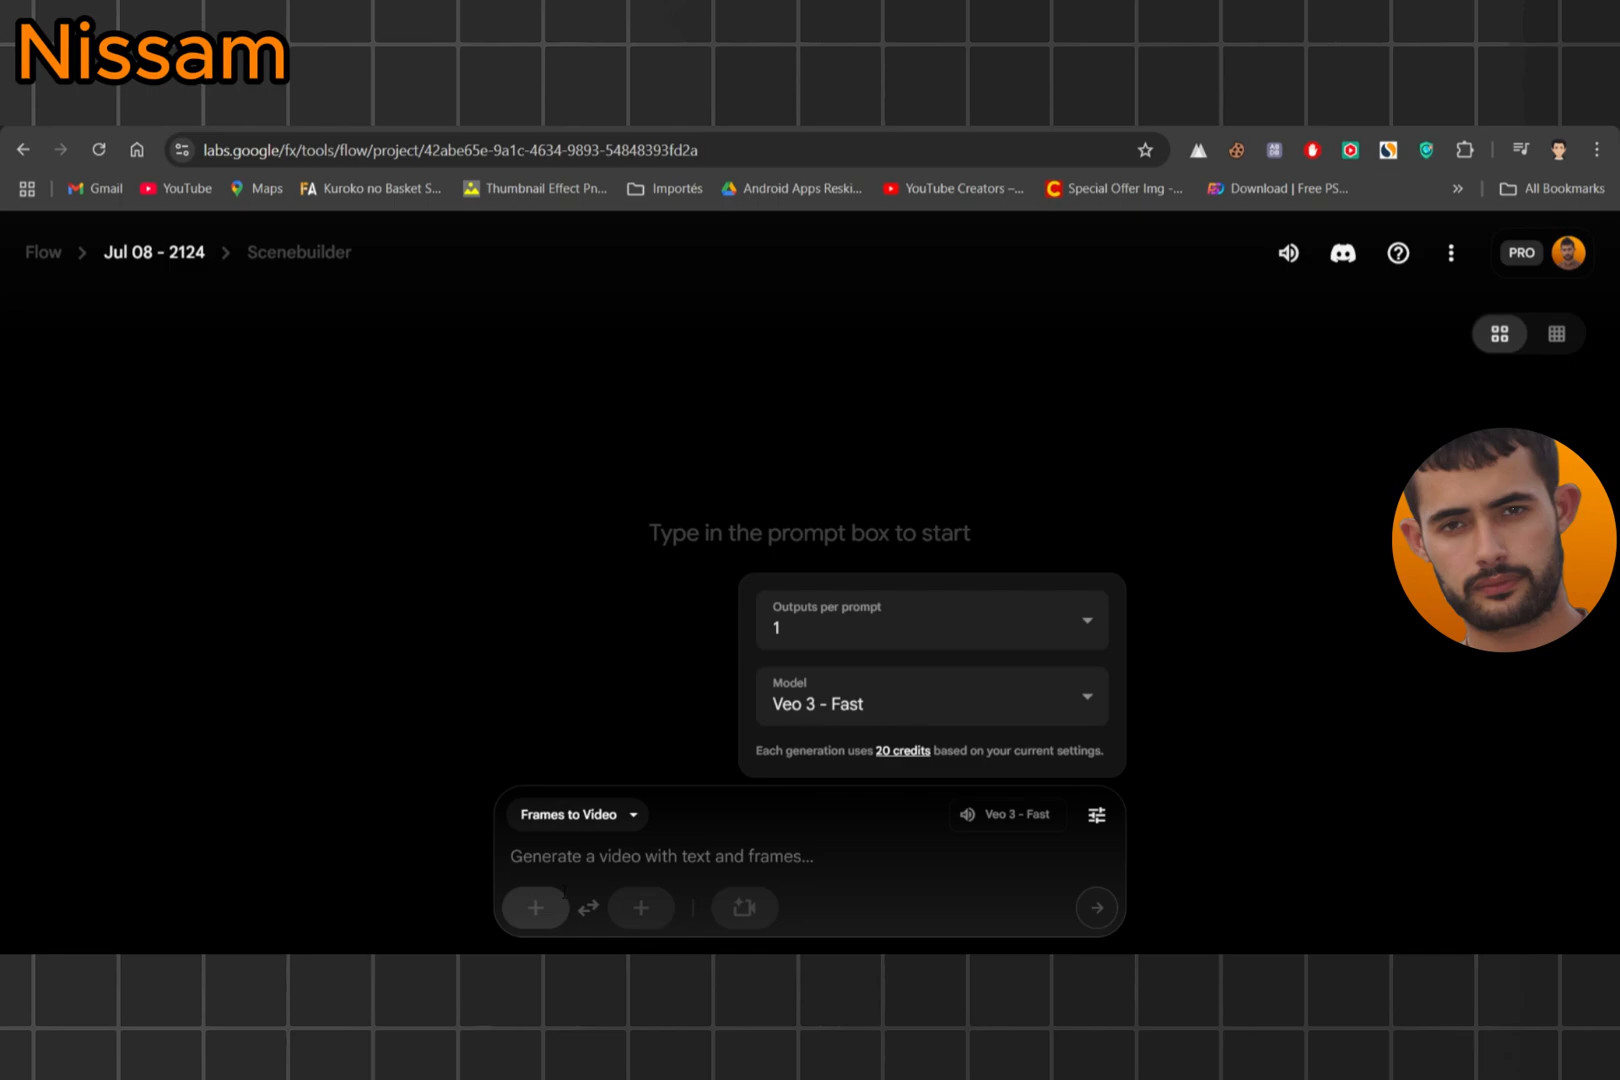 Nissam
labs.google/fx/tools/flow/project/42abe65e-9a1c-4634-9893-54848393fd2a
Gmail YouTube Maps FA Kuroko no Basket S... Thumbnail Effect Pn... Importés Android Apps Reski... YouTube Creators –... Special Offer Img -... Download | Free PS... » All Bookmarks
Flow > Jul 08 - 2124 > Scenebuilder
PRO
Type in the prompt box to start
Outputs per prompt
1
Model
Veo 3 - Fast
Each generation uses 20 credits based on your current settings.
Frames to Video
Veo 3 - Fast
Generate a video with text and frames...